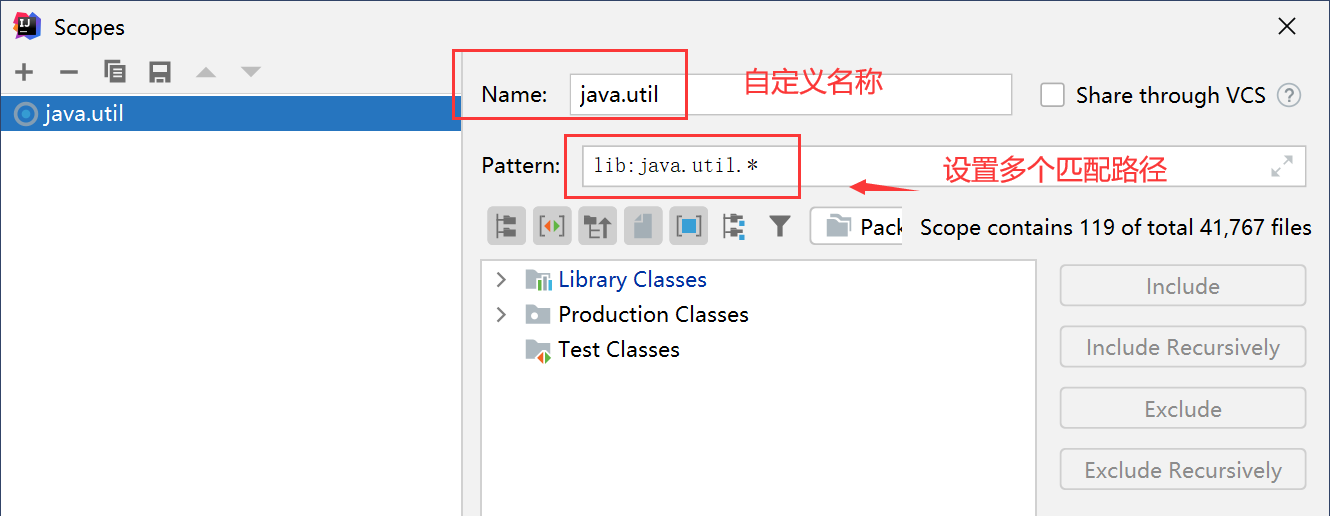 Scopes
java.util
Name: java.util 自定义名称 Share through VCS ?
Pattern: lib:java.util.* 设置多个匹配路径
Pack Scope contains 119 of total 41,767 files
Library Classes
Production Classes
Test Classes
Include
Include Recursively
Exclude
Exclude Recursively